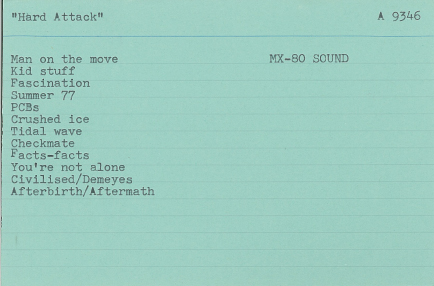 "Hard Attack" A 9346
Man on the move MX-80 SOUND
Kid stuff
Fascination
Summer 77
PCBs
Crushed ice
Tidal wave
Checkmate
Facts-facts
You're not alone
Civilised/Demeyes
Afterbirth/Aftermath